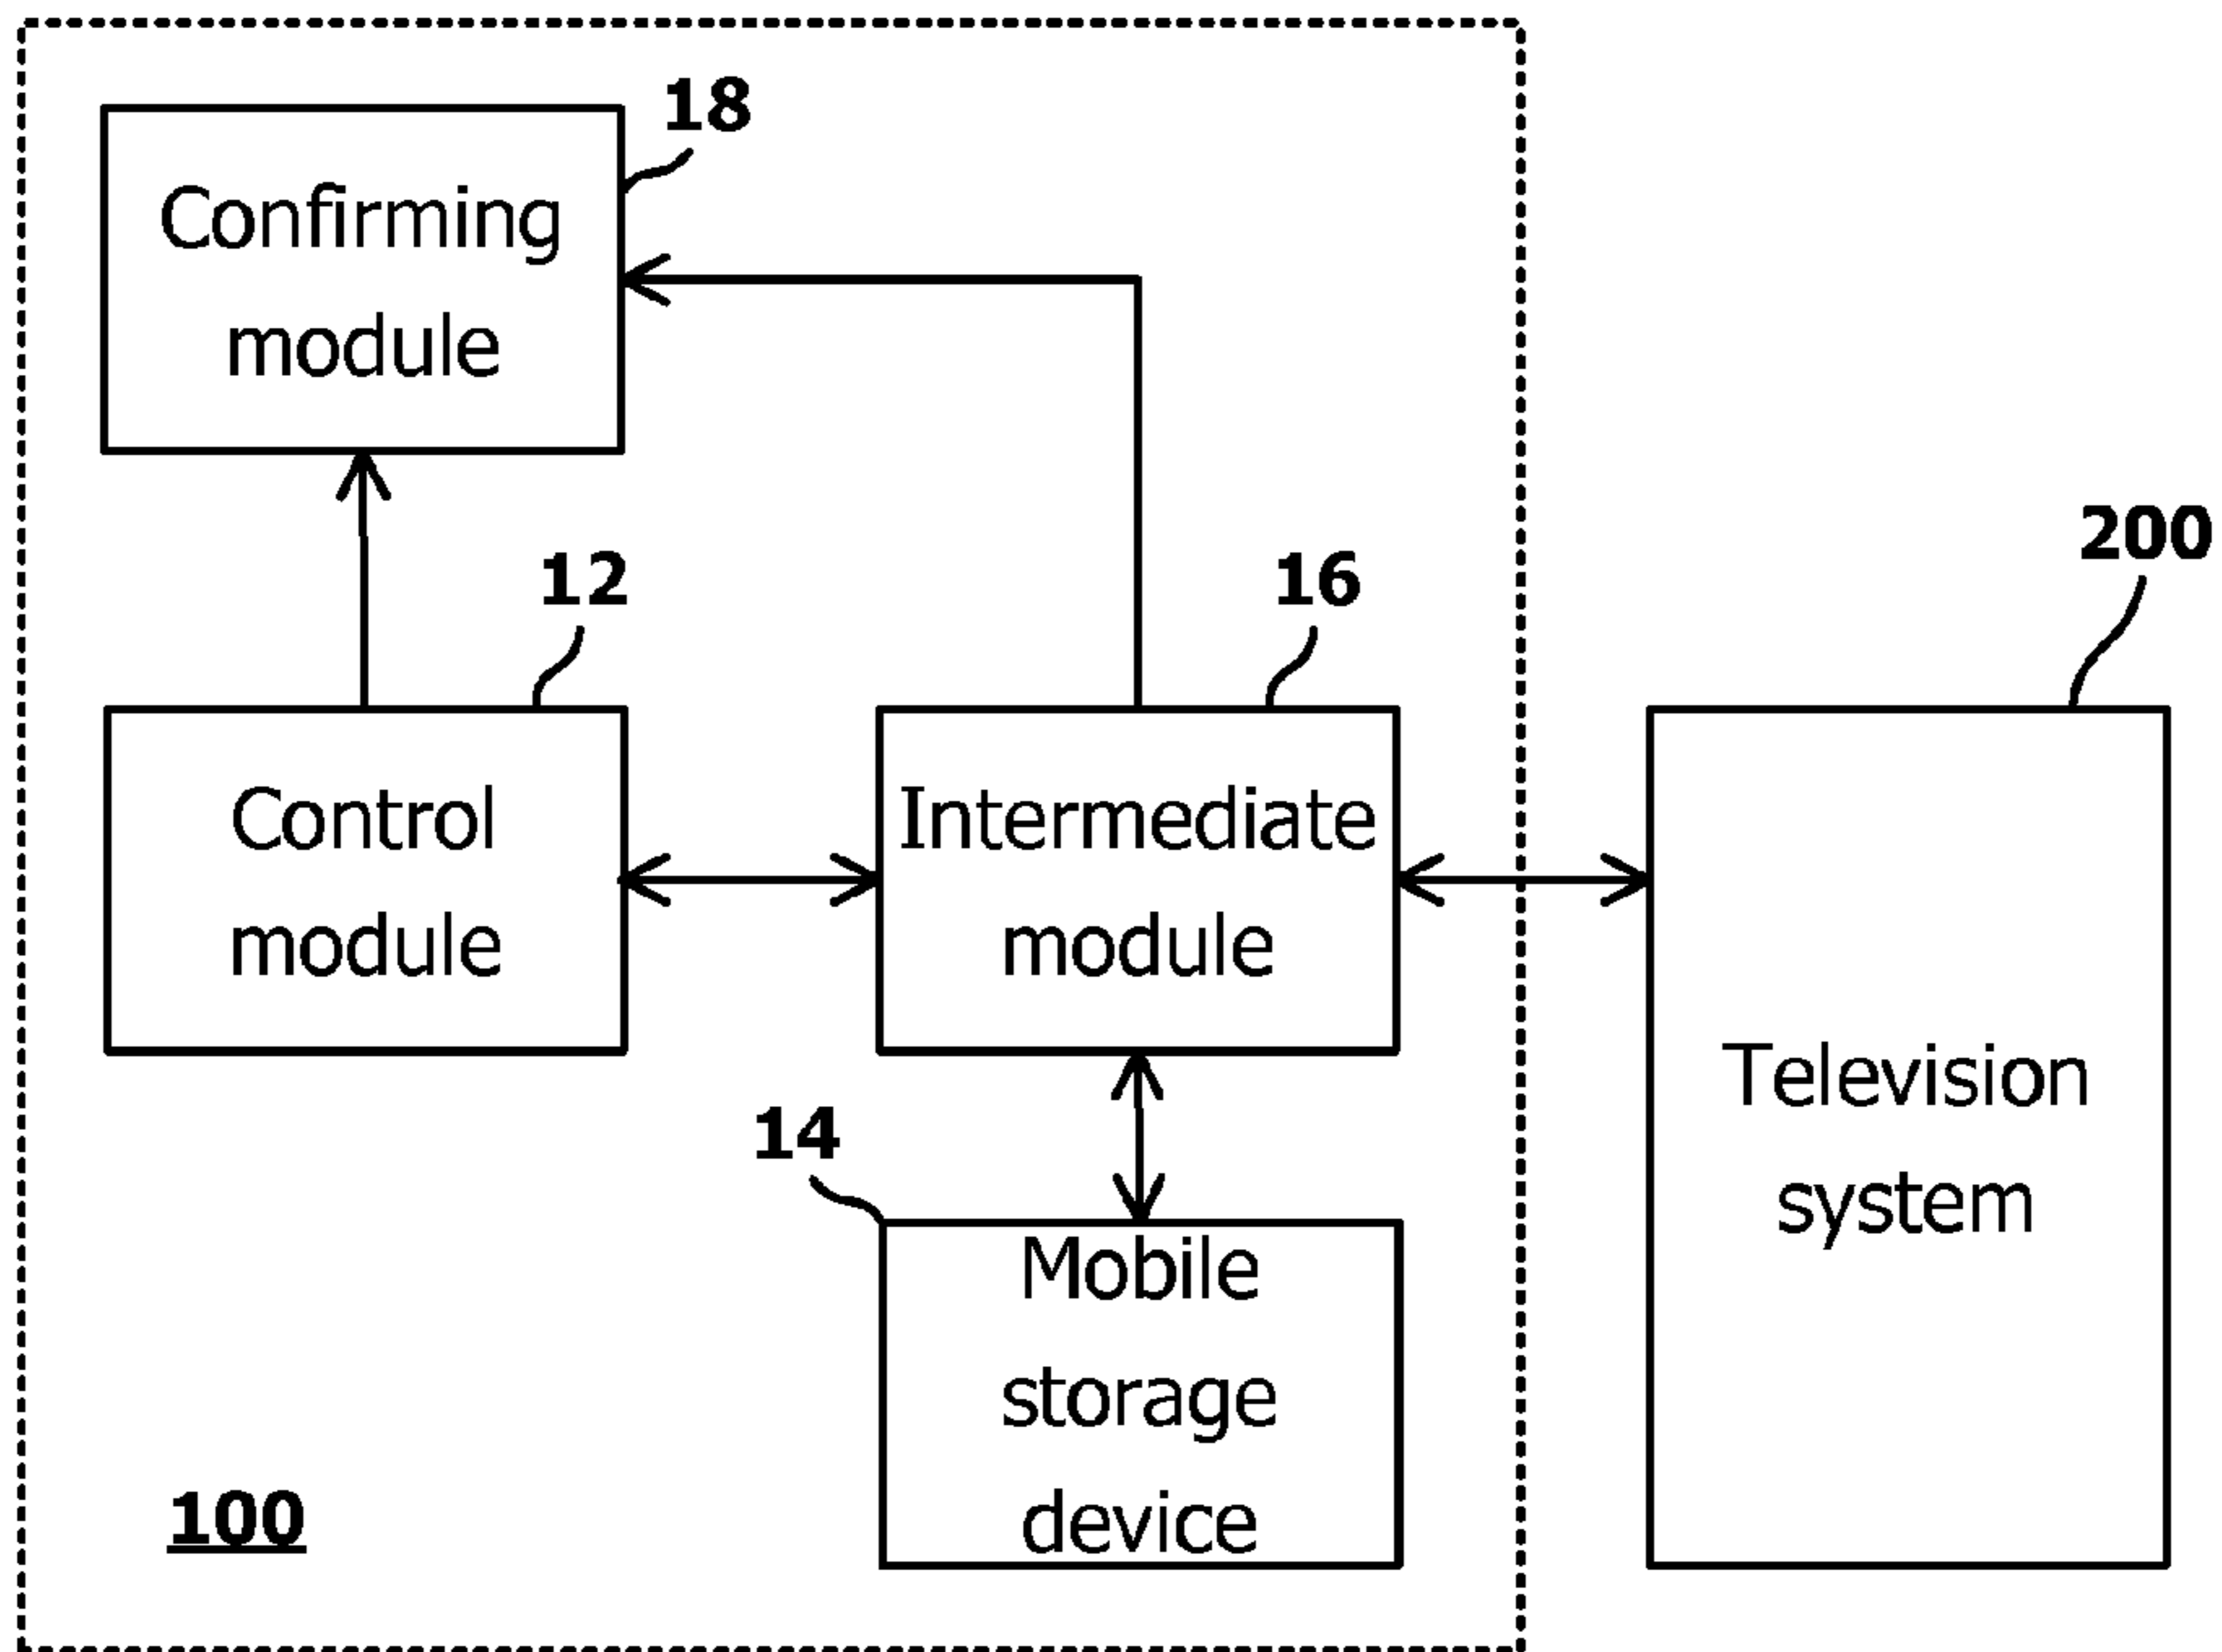 18
Confirming
module
12
16
200
Control
module
Intermediate
module
Television
system
14
Mobile
storage
device
100